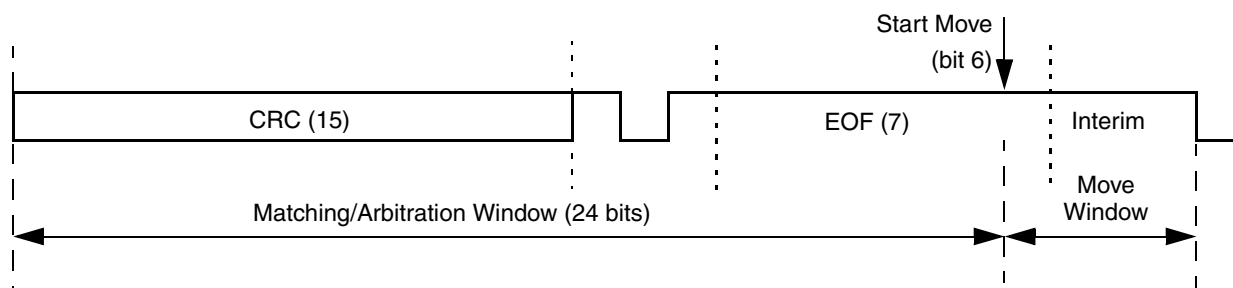 Start Move
(bit 6)
CRC (15)
EOF (7)
Interim
Matching/Arbitration Window (24 bits)
Move
Window